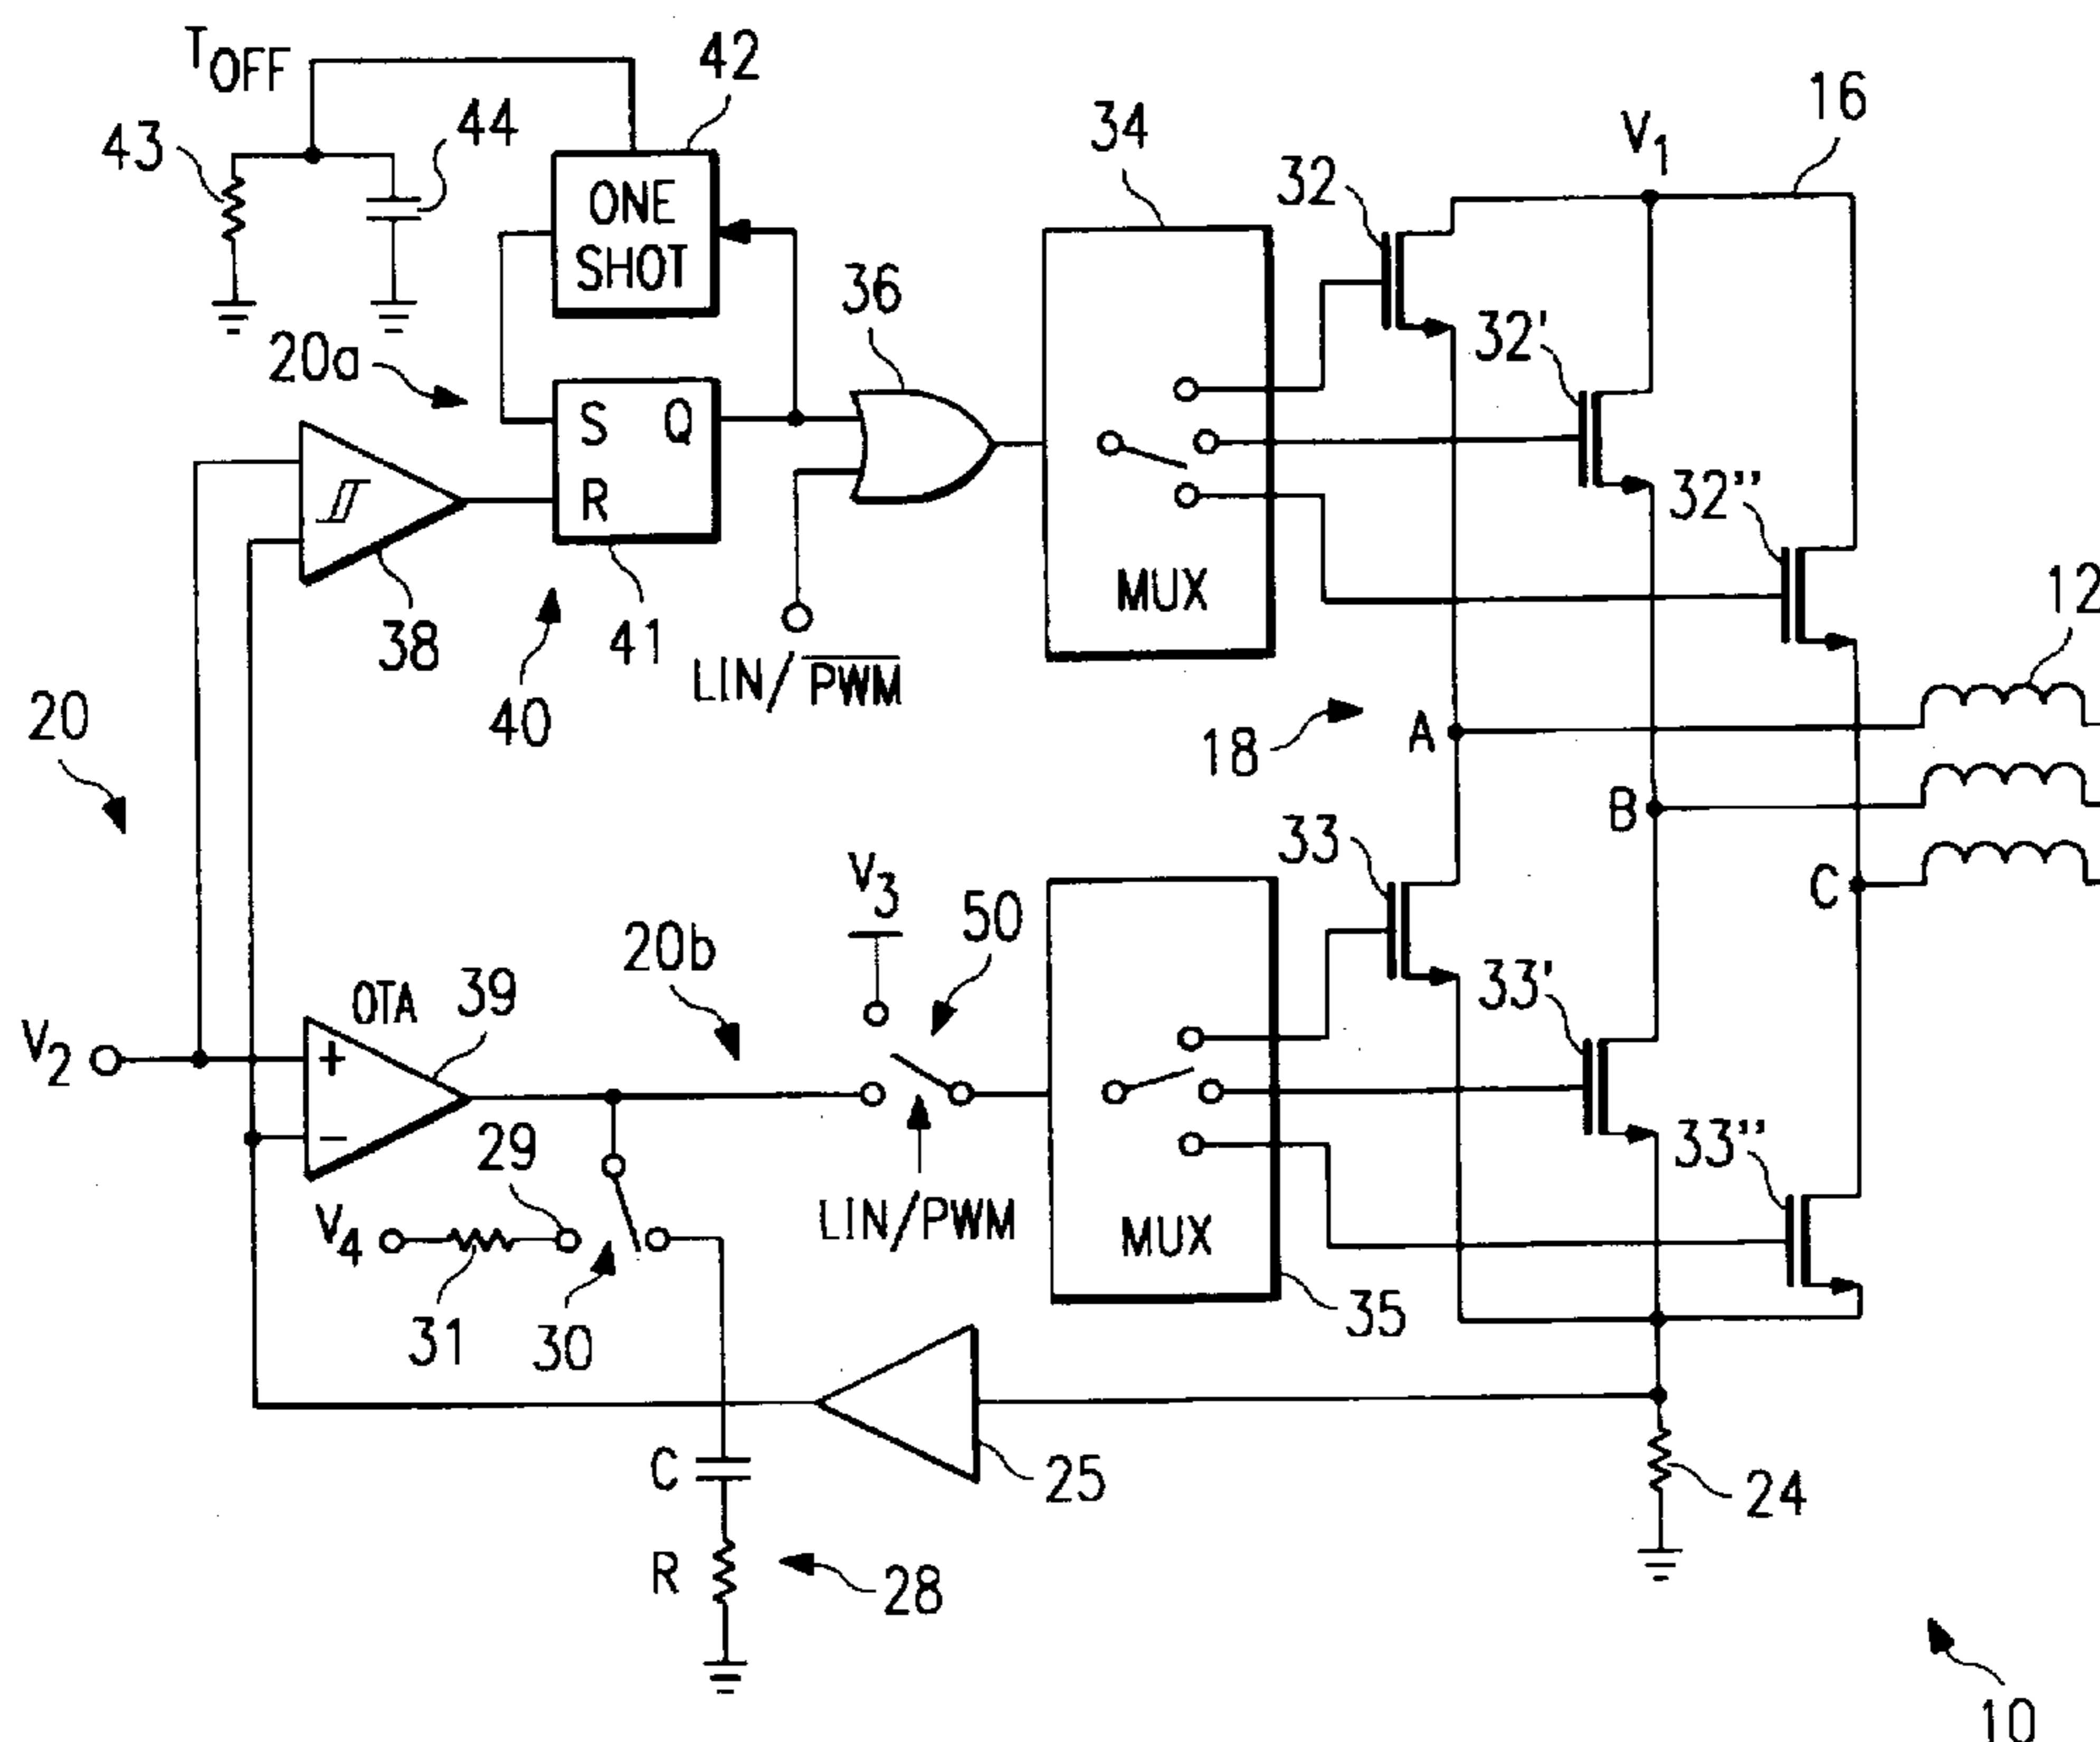 T OFF
42
43
44
ONE
SHOT
34
32
V1
16
20a
36
32'
S Q
R
32"
12
38
41
MUX
40
LIN/P̅W̅M̅
20
18
A
B
C
33
V3
50
20b
OTA
39
33'
V2
+
−
29
33"
V4
LIN/PWM
MUX
31
30
35
C
25
24
R
28
10